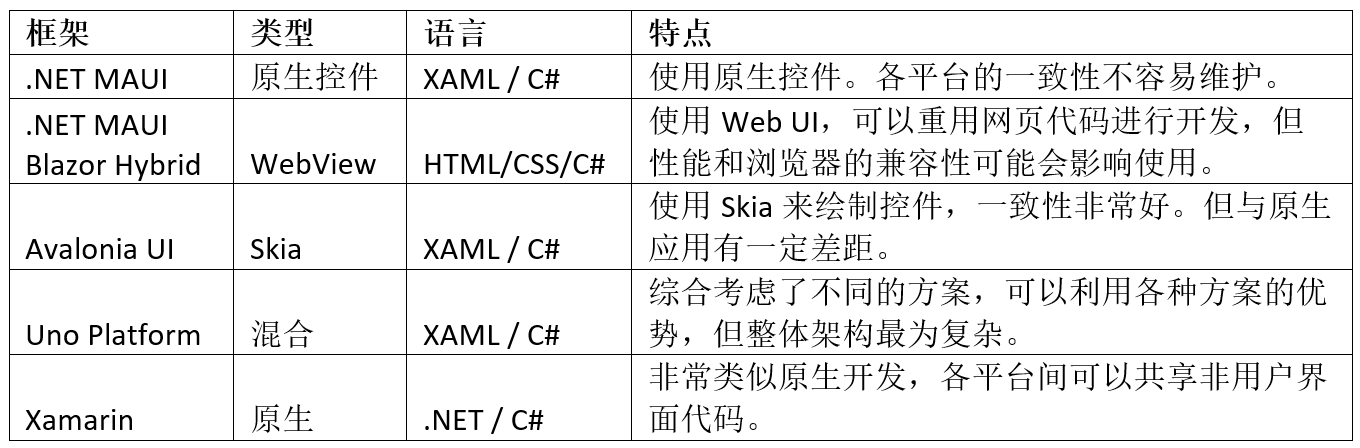 框架 类型 语言 特点
.NET MAUI 原生控件 XAML / C# 使用原生控件。各平台的一致性不容易维护。
.NET MAUI
Blazor Hybrid WebView HTML/CSS/C# 使用 Web UI，可以重用网页代码进行开发，但
性能和浏览器的兼容性可能会影响使用。
Avalonia UI Skia XAML / C# 使用 Skia 来绘制控件，一致性非常好。但与原生
应用有一定差距。
Uno Platform 混合 XAML / C# 综合考虑了不同的方案，可以利用各种方案的优
势，但整体架构最为复杂。
Xamarin 原生 .NET / C# 非常类似原生开发，各平台间可以共享非用户界
面代码。